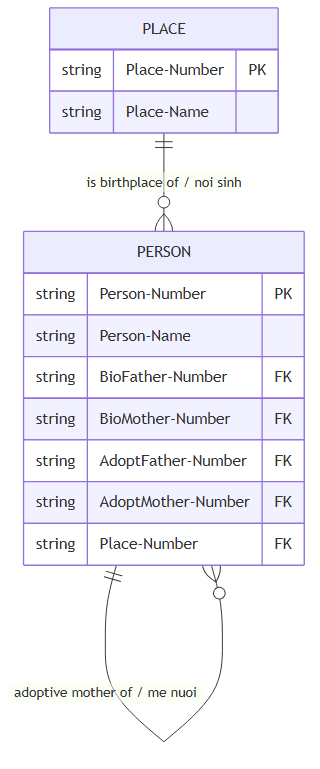 PLACE
string Place-Number PK
string Place-Name
is birthplace of / noi sinh
PERSON
string Person-Number PK
string Person-Name
string BioFather-Number FK
string BioMother-Number FK
string AdoptFather-Number FK
string AdoptMother-Number FK
string Place-Number FK
adoptive mother of / me nuoi